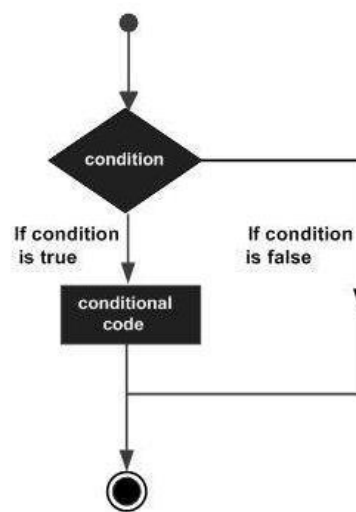 condition
If condition
is true
If condition
is false
conditional
code